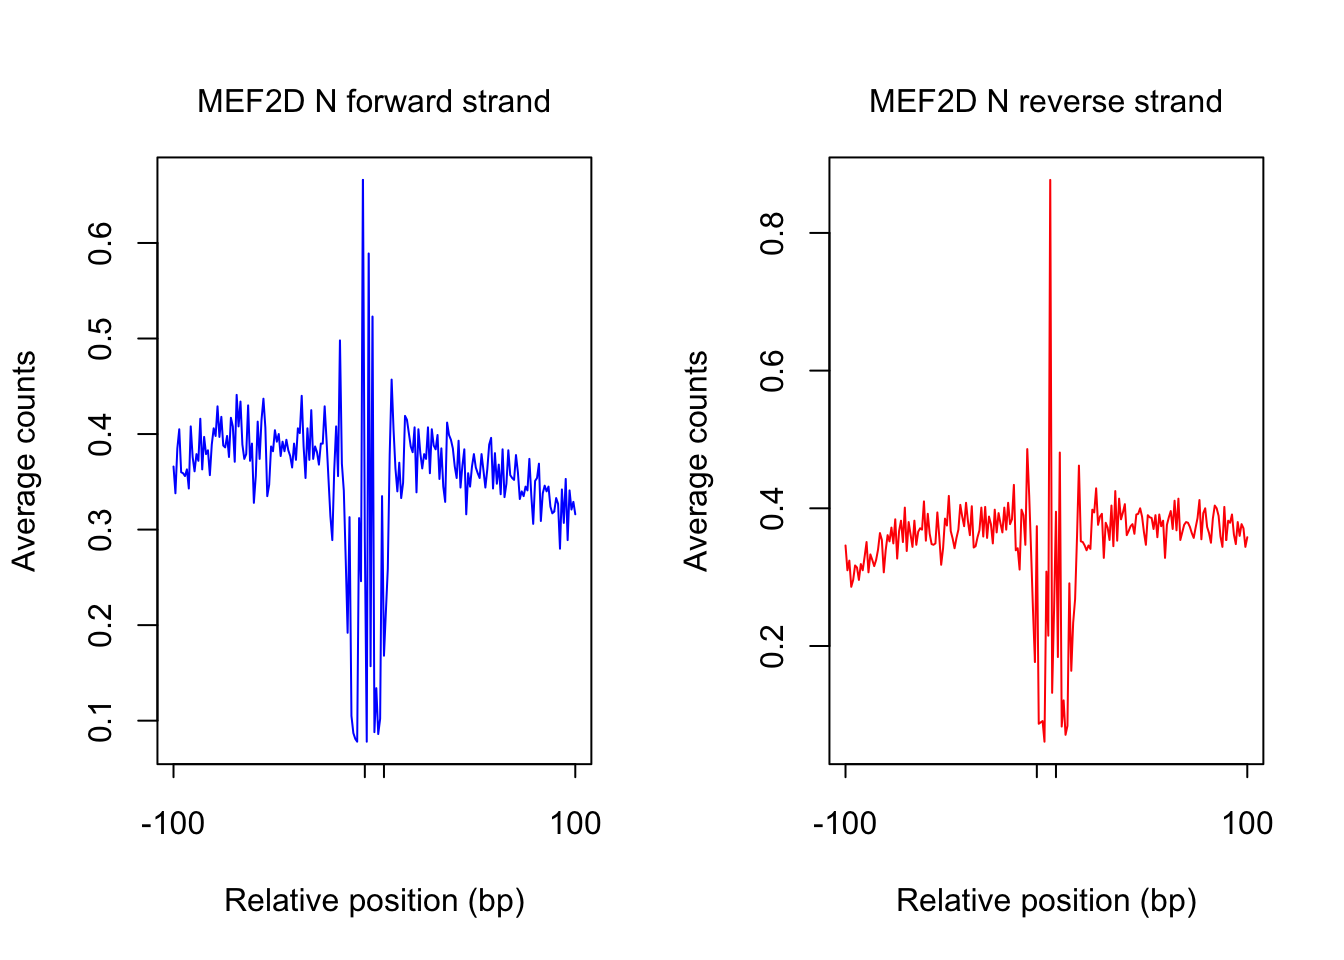 MEF2D N forward strand
Average counts
0.6
0.5
0.4
0.3
0.2
0.1
-100
100
Relative position (bp)
MEF2D N reverse strand
Average counts
0.8
0.6
0.4
0.2
-100
100
Relative position (bp)